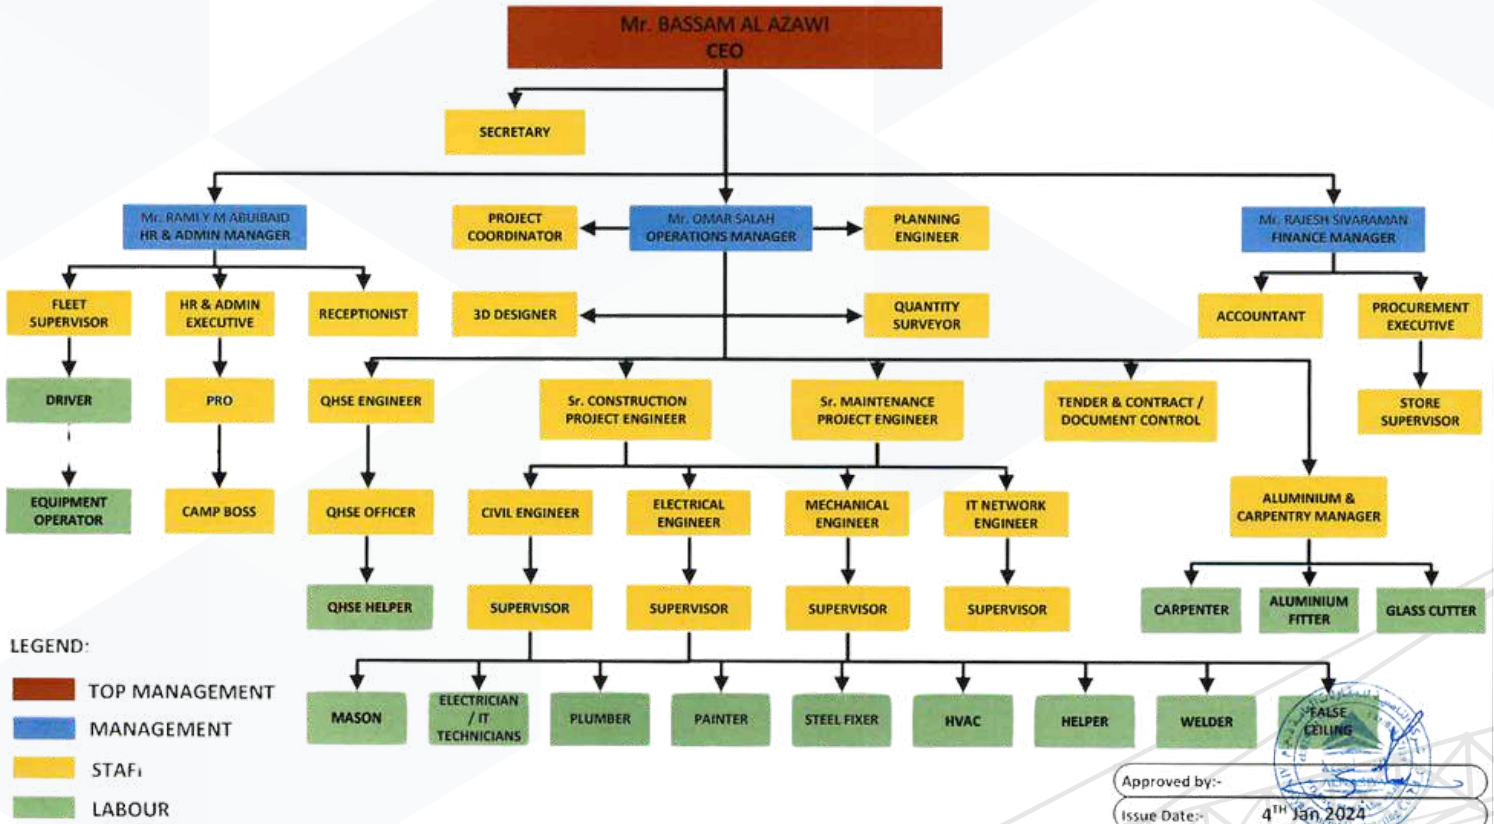 Mr. BASSAM AL AZAWI
CEO
SECRETARY
Mr. RAMI Y M ABUIBAID
HR & ADMIN MANAGER
PROJECT
COORDINATOR
Mr. OMAR SALAH
OPERATIONS MANAGER
PLANNING
ENGINEER
Mr. RAJESH SIVARAMAN
FINANCE MANAGER
FLEET
SUPERVISOR
HR & ADMIN
EXECUTIVE
RECEPTIONIST
3D DESIGNER
QUANTITY
SURVEYOR
ACCOUNTANT
PROCUREMENT
EXECUTIVE
DRIVER
PRO
QHSE ENGINEER
Sr. CONSTRUCTION
PROJECT ENGINEER
Sr. MAINTENANCE
PROJECT ENGINEER
TENDER & CONTRACT /
DOCUMENT CONTROL
STORE
SUPERVISOR
EQUIPMENT
OPERATOR
CAMP BOSS
QHSE OFFICER
CIVIL ENGINEER
ELECTRICAL
ENGINEER
MECHANICAL
ENGINEER
IT NETWORK
ENGINEER
ALUMINIUM &
CARPENTRY MANAGER
QHSE HELPER
SUPERVISOR
SUPERVISOR
SUPERVISOR
SUPERVISOR
CARPENTER
ALUMINIUM
FITTER
GLASS CUTTER
MASON
ELECTRICIAN
/ IT
TECHNICIANS
PLUMBER
PAINTER
STEEL FIXER
HVAC
HELPER
WELDER
FALSE
CEILING
LEGEND:
TOP MANAGEMENT
MANAGEMENT
STAF
LABOUR
Approved by:-
Issue Date:- 4TH Jan 2024